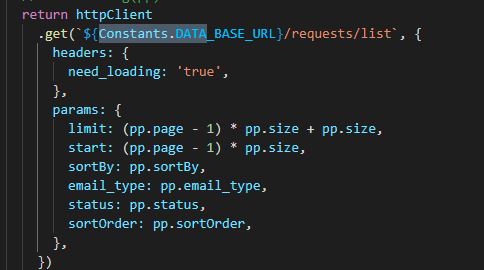 return httpClient
.get(`${Constants.DATA_BASE_URL}/requests/list`, {
headers: {
need_loading: 'true',
},
params: {
limit: (pp.page - 1) * pp.size + pp.size,
start: (pp.page - 1) * pp.size,
sortBy: pp.sortBy,
email_type: pp.email_type,
status: pp.status,
sortOrder: pp.sortOrder,
},
})